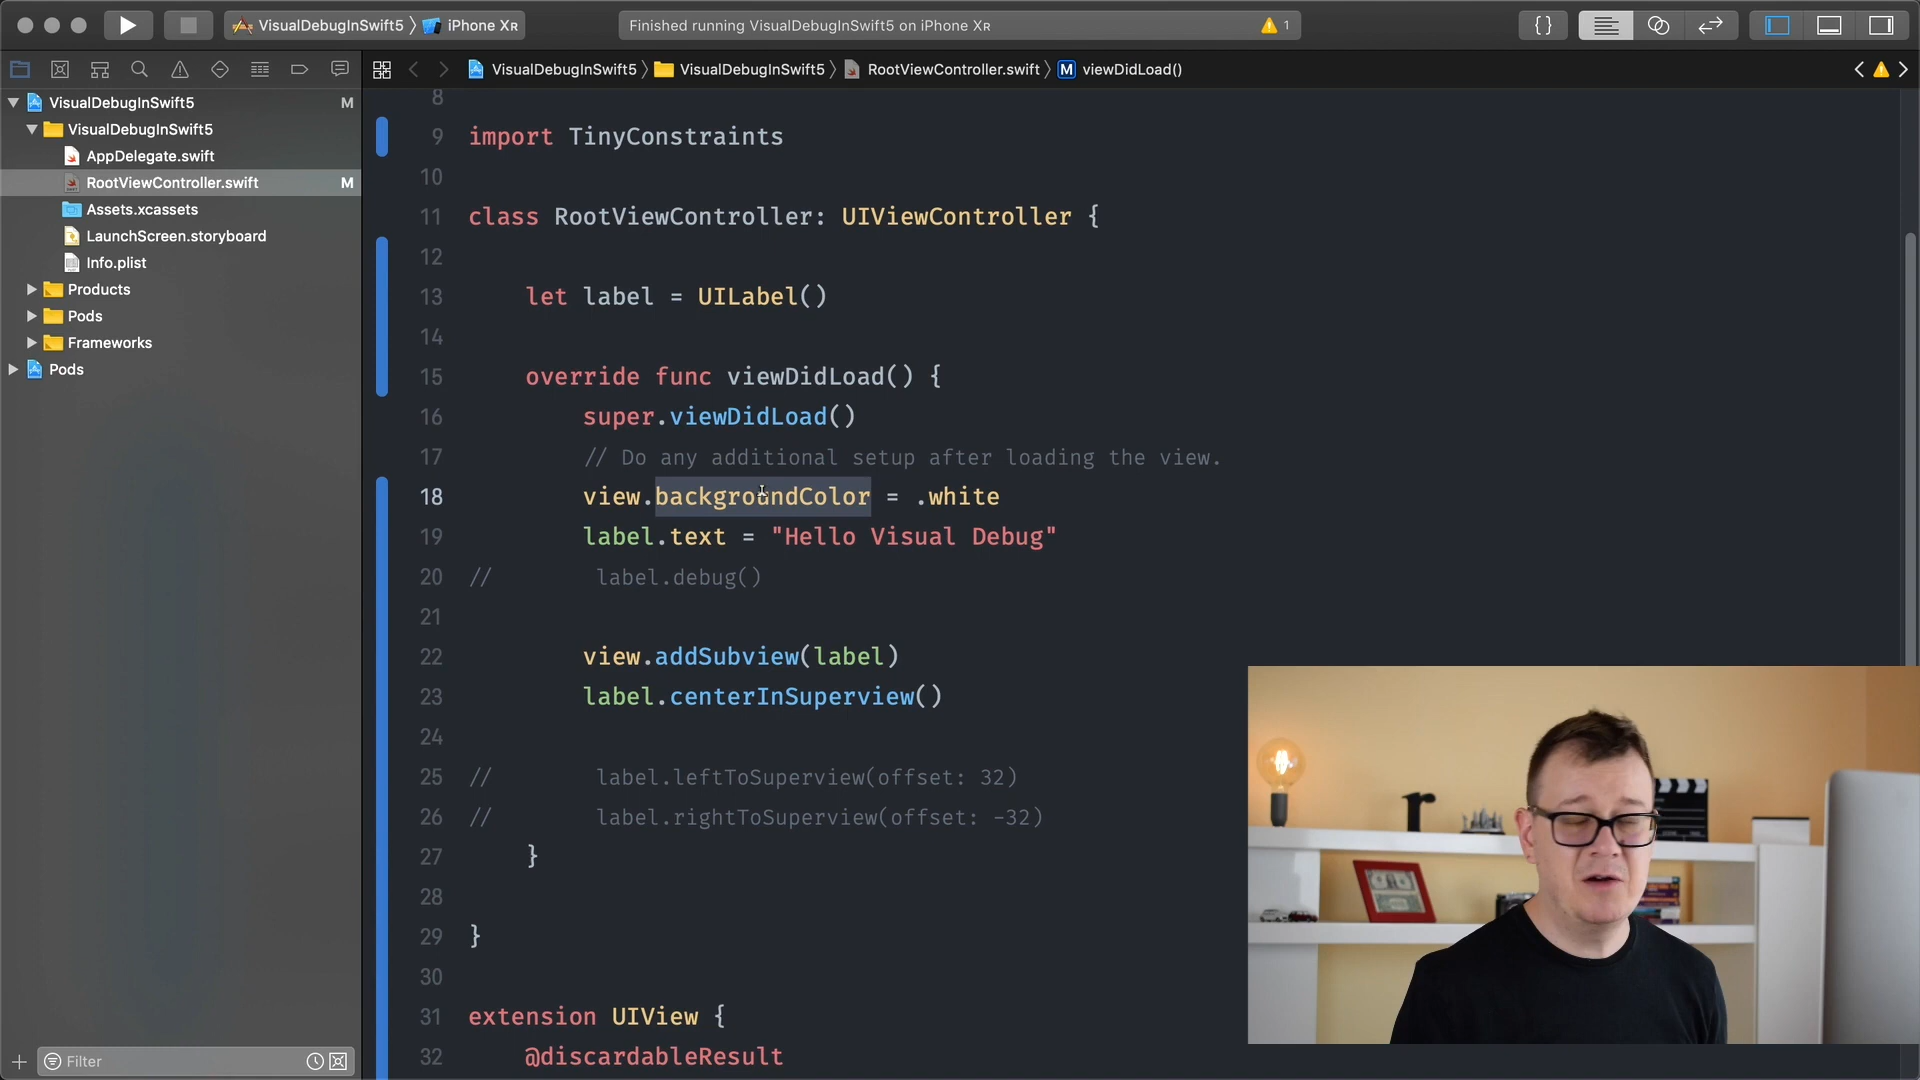 VisualDebugInSwift5 〉 iPhone XR
Finished running VisualDebugInSwift5 on iPhone XR
1
{}
VisualDebugInSwift5 〉 VisualDebugInSwift5 〉 RootViewController.swift 〉 M viewDidLoad()
VisualDebugInSwift5 M
VisualDebugInSwift5
AppDelegate.swift
RootViewController.swift M
Assets.xcassets
LaunchScreen.storyboard
Info.plist
Products
Pods
Frameworks
Pods
Filter
8
9 import TinyConstraints
10
11 class RootViewController: UIViewController {
12
13 let label = UILabel()
14
15 override func viewDidLoad() {
16 super.viewDidLoad()
17 // Do any additional setup after loading the view.
18 view.backgroundColor = .white
19 label.text = "Hello Visual Debug"
20 // label.debug()
21
22 view.addSubview(label)
23 label.centerInSuperview()
24
25 // label.leftToSuperview(offset: 32)
26 // label.rightToSuperview(offset: -32)
27 }
28
29 }
30
31 extension UIView {
32 @discardableResult